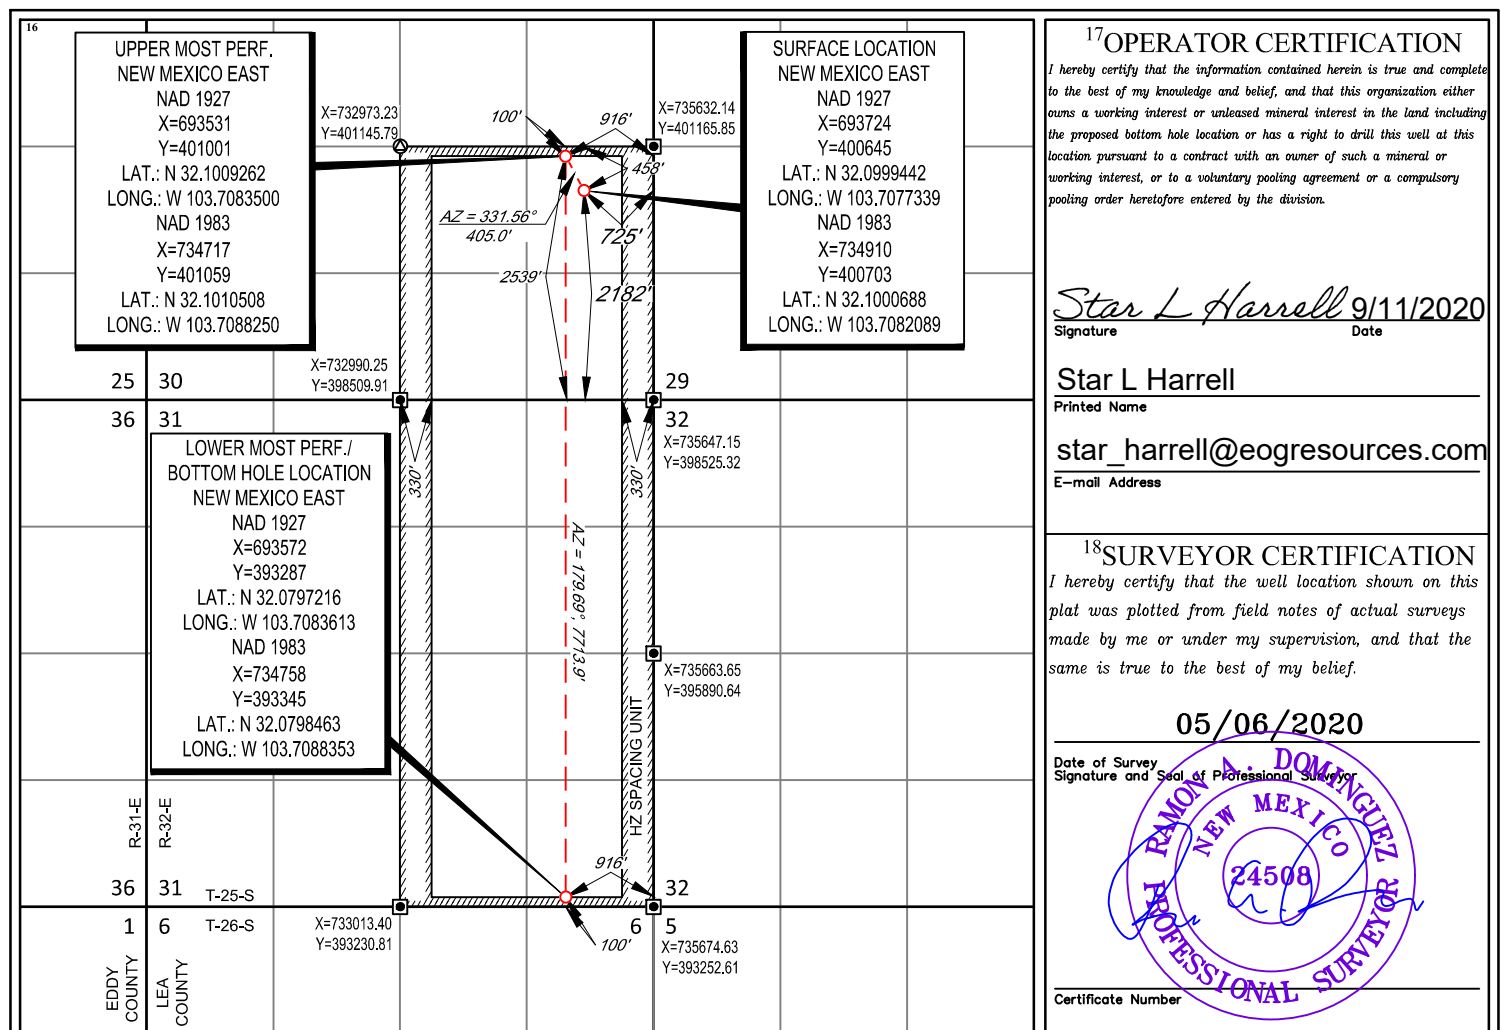 16
UPPER MOST PERF.
NEW MEXICO EAST
NAD 1927
X=693531
Y=401001
LAT.: N 32.1009262
LONG.: W 103.7083500
NAD 1983
X=734717
Y=401059
LAT.: N 32.1010508
LONG.: W 103.7088250
X=732973.23
Y=401145.79
100'
916'
X=735632.14
Y=401165.85
SURFACE LOCATION
NEW MEXICO EAST
NAD 1927
X=693724
Y=400645
LAT.: N 32.0999442
LONG.: W 103.7077339
NAD 1983
X=734910
Y=400703
LAT.: N 32.1000688
LONG.: W 103.7082089
458'
AZ = 331.56°
405.0'
725'
2539'
2182'
X=732990.25
Y=398509.91
25 30
29
36 31
32
X=735647.15
Y=398525.32
LOWER MOST PERF./
BOTTOM HOLE LOCATION
NEW MEXICO EAST
NAD 1927
X=693572
Y=393287
LAT.: N 32.0797216
LONG.: W 103.7083613
NAD 1983
X=734758
Y=393345
LAT.: N 32.0798463
LONG.: W 103.7088353
330'
330'
AZ = 179.69°, 7713.9'
X=735663.65
Y=395890.64
HZ SPACING UNIT
R-31-E
R-32-E
916'
36 31 T-25-S
32
1 6 T-26-S
6 5
X=733013.40
Y=393230.81
100'
X=735674.63
Y=393252.61
EDDY
COUNTY
LEA
COUNTY
17OPERATOR CERTIFICATION
I hereby certify that the information contained herein is true and complete
to the best of my knowledge and belief, and that this organization either
owns a working interest or unleased mineral interest in the land including
the proposed bottom hole location or has a right to drill this well at this
location pursuant to a contract with an owner of such a mineral or
working interest, or to a voluntary pooling agreement or a compulsory
pooling order heretofore entered by the division.
Star L Harrell 9/11/2020
Signature Date
Star L Harrell
Printed Name
star_harrell@eogresources.com
E-mail Address
18SURVEYOR CERTIFICATION
I hereby certify that the well location shown on this
plat was plotted from field notes of actual surveys
made by me or under my supervision, and that the
same is true to the best of my belief.
05/06/2020
Date of Survey
Signature and Seal of Professional Surveyor
RAMON A. DOMINGUEZ
NEW MEXICO
24508
PROFESSIONAL SURVEYOR
Certificate Number